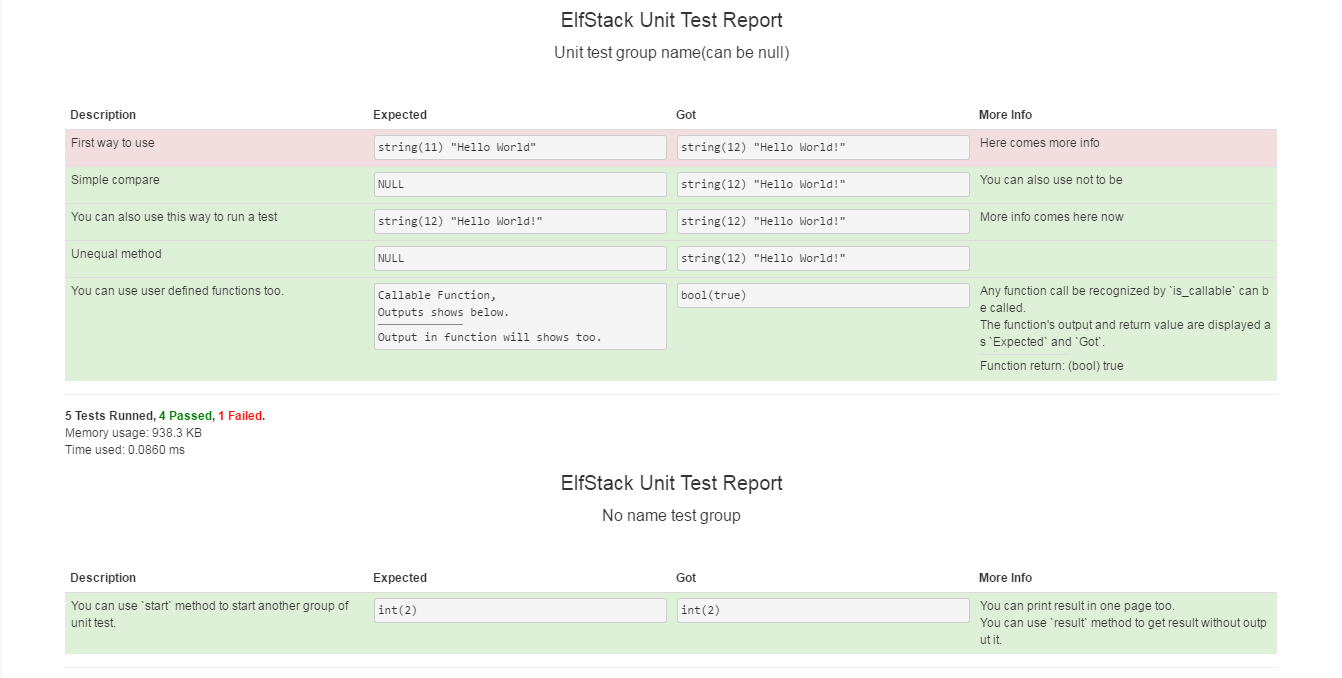 ElfStack Unit Test Report
Unit test group name(can be null)
Description Expected Got More Info
First way to use string(11) "Hello World" string(12) "Hello World!" Here comes more info
Simple compare NULL string(12) "Hello World!" You can also use not to be
You can also use this way to run a test string(12) "Hello World!" string(12) "Hello World!" More info comes here now
Unequal method NULL string(12) "Hello World!"
You can use user defined functions too.
Callable Function,
Outputs shows below.
Output in function will shows too.
bool(true)
Any function call be recognized by `is_callable` can b
e called.
The function's output and return value are displayed a
s `Expected` and `Got`.
Function return: (bool) true
5 Tests Runned, 4 Passed, 1 Failed.
Memory usage: 938.3 KB
Time used: 0.0860 ms
ElfStack Unit Test Report
No name test group
Description Expected Got More Info
You can use `start` method to start another group of
unit test.
int(2)
int(2)
You can print result in one page too.
You can use `result` method to get result without outp
ut it.